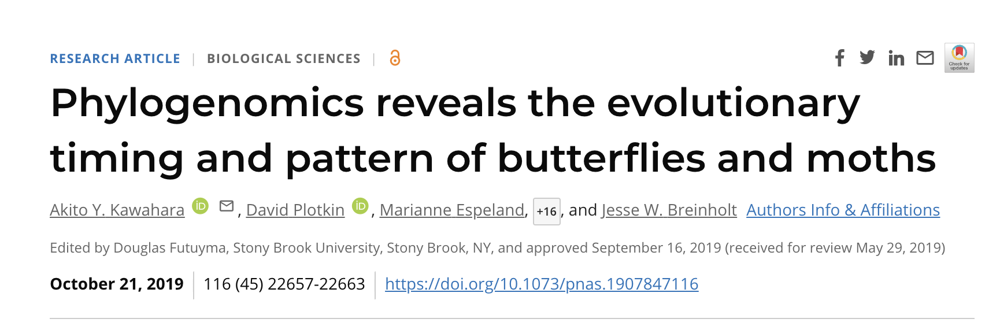 RESEARCH ARTICLE | BIOLOGICAL SCIENCES |
Check for
updates
Phylogenomics reveals the evolutionary
timing and pattern of butterflies and moths
Akito Y. Kawahara iD , David Plotkin iD , Marianne Espeland, +16 , and Jesse W. Breinholt Authors Info & Affiliations
Edited by Douglas Futuyma, Stony Brook University, Stony Brook, NY, and approved September 16, 2019 (received for review May 29, 2019)
October 21, 2019 | 116 (45) 22657-22663 | https://doi.org/10.1073/pnas.1907847116